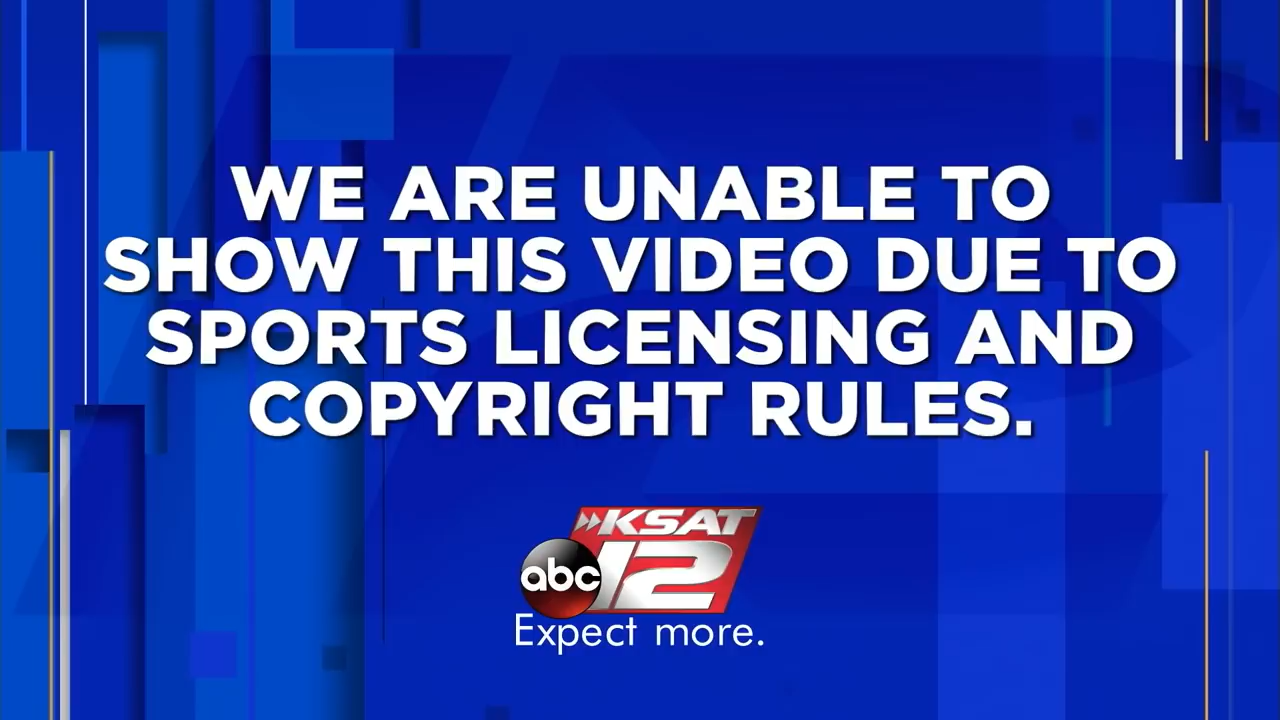 WE ARE UNABLE TO
SHOW THIS VIDEO DUE TO
SPORTS LICENSING AND
COPYRIGHT RULES.
KSAT
abc 12
Expect more.